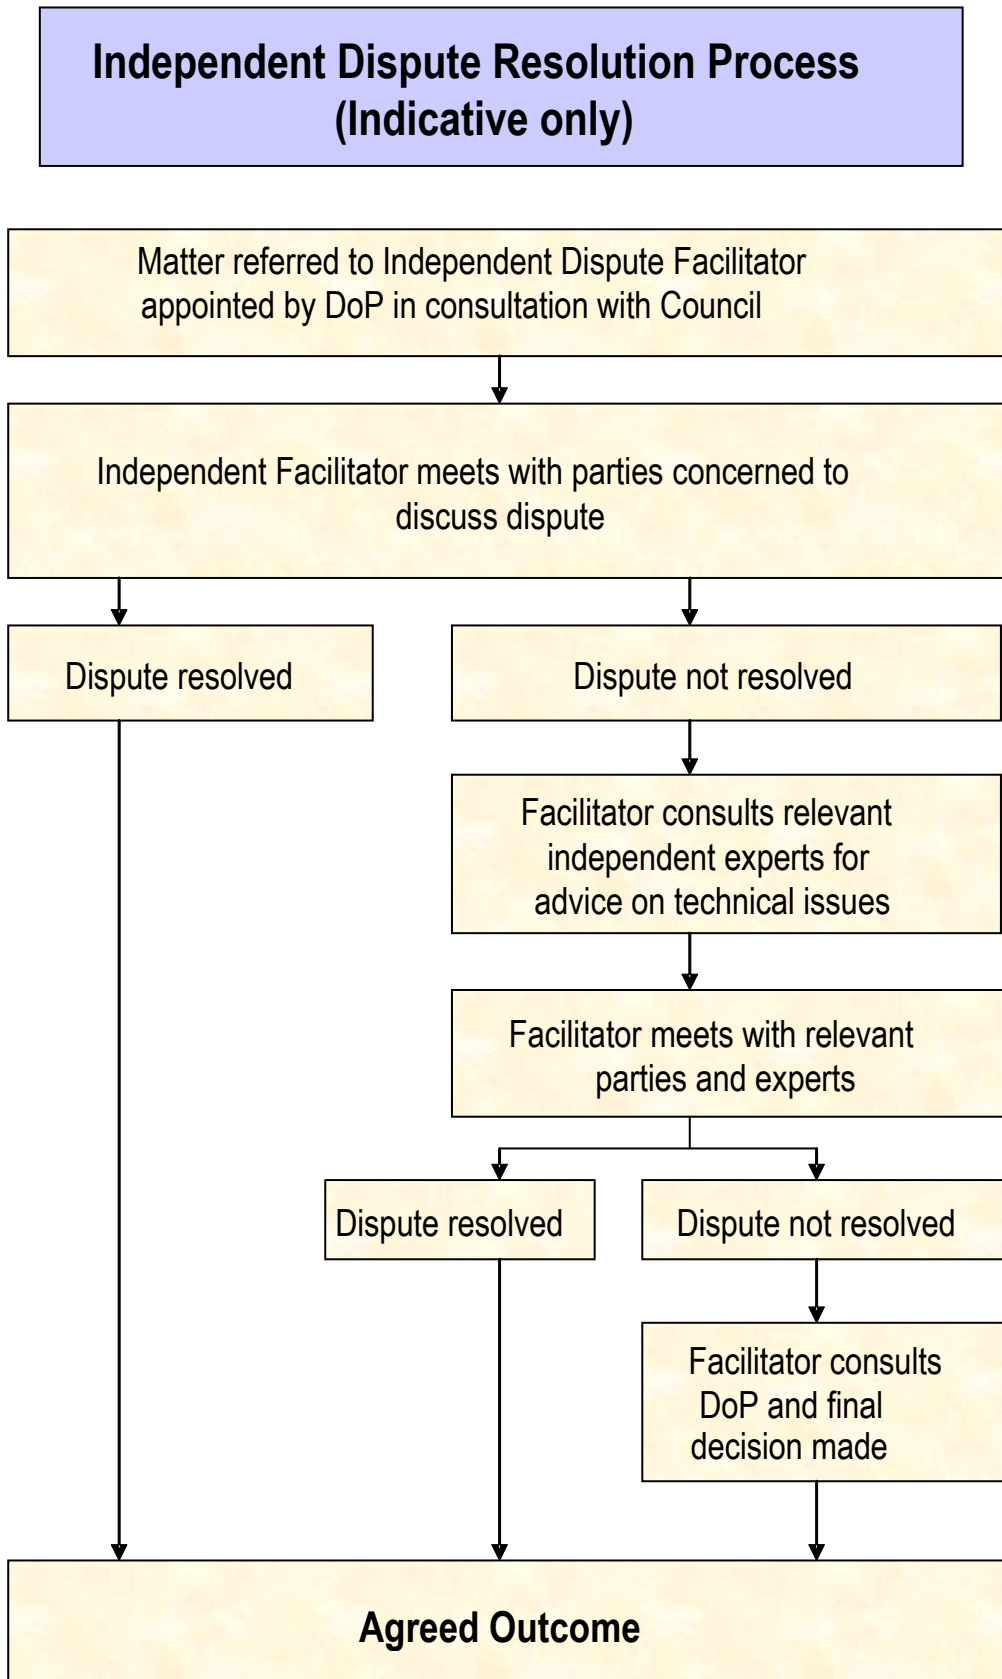 Independent Dispute Resolution Process
(Indicative only)
Matter referred to Independent Dispute Facilitator
appointed by DoP in consultation with Council
Independent Facilitator meets with parties concerned to
discuss dispute
Dispute resolved
Dispute not resolved
Facilitator consults relevant
independent experts for
advice on technical issues
Facilitator meets with relevant
parties and experts
Dispute resolved
Dispute not resolved
Facilitator consults
DoP and final
decision made
Agreed Outcome